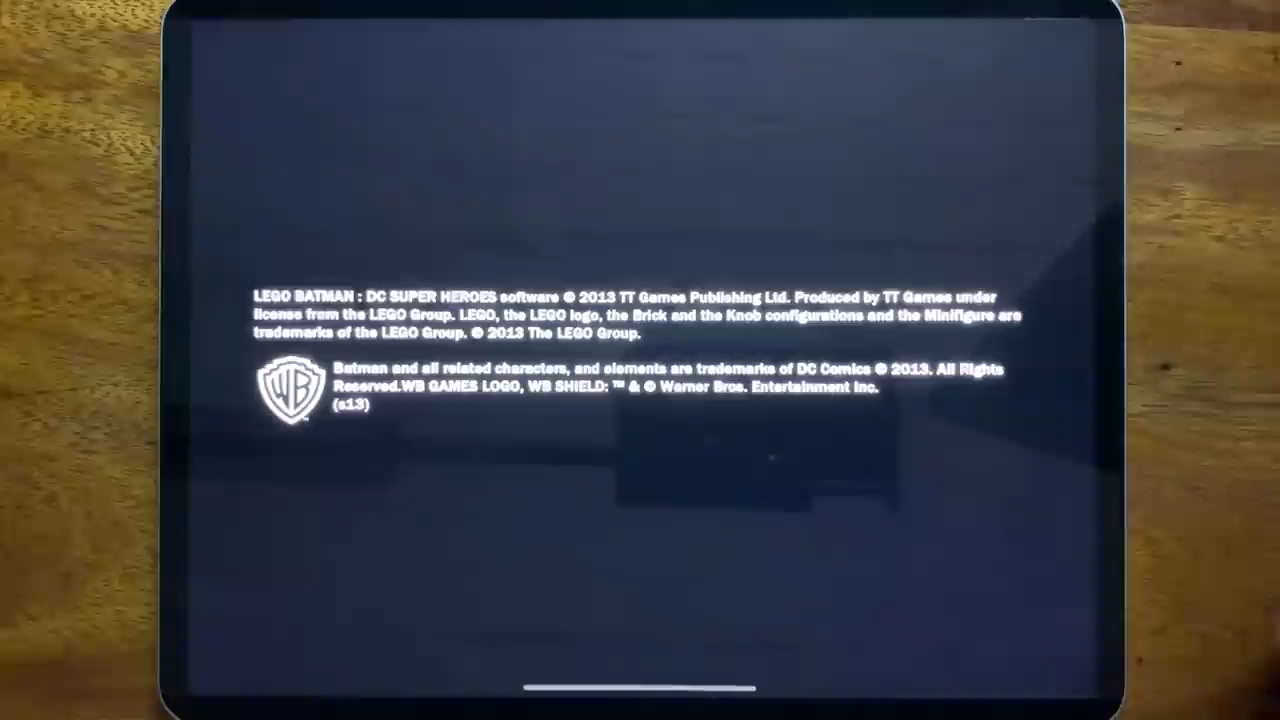 LEGO BATMAN : DC SUPER HEROES software © 2013 TT Games Publishing Ltd. Produced by TT Games under
license from the LEGO Group. LEGO, the LEGO logo, the Brick and the Knob configurations and the Minifigure are
trademarks of the LEGO Group. © 2013 The LEGO Group.
WB
Batman and all related characters, and elements are trademarks of DC Comics © 2013. All Rights
Reserved.WB GAMES LOGO, WB SHIELD: ™ & © Warner Bros. Entertainment Inc.
(s13)